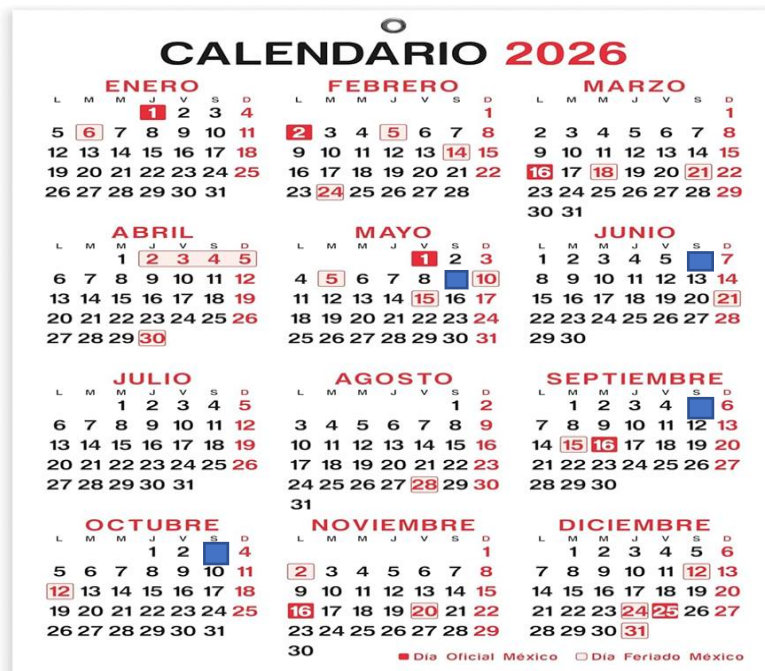 CALENDARIO 2026
ENERO
L M M J V S D
1 2 3 4
5 6 7 8 9 10 11
12 13 14 15 16 17 18
19 20 21 22 23 24 25
26 27 28 29 30 31
FEBRERO
L M M J V S D
1
2 3 4 5 6 7 8
9 10 11 12 13 14 15
16 17 18 19 20 21 22
23 24 25 26 27 28
MARZO
L M M J V S D
1
2 3 4 5 6 7 8
9 10 11 12 13 14 15
16 17 18 19 20 21 22
23 24 25 26 27 28 29
30 31
ABRIL
L M M J V S D
1 2 3 4 5
6 7 8 9 10 11 12
13 14 15 16 17 18 19
20 21 22 23 24 25 26
27 28 29 30
MAYO
L M M J V S D
1 2 3
4 5 6 7 8 10
11 12 13 14 15 16 17
18 19 20 21 22 23 24
25 26 27 28 29 30 31
JUNIO
L M M J V S D
1 2 3 4 5 7
8 9 10 11 12 13 14
15 16 17 18 19 20 21
22 23 24 25 26 27 28
29 30
JULIO
L M M J V S D
1 2 3 4 5
6 7 8 9 10 11 12
13 14 15 16 17 18 19
20 21 22 23 24 25 26
27 28 29 30 31
AGOSTO
L M M J V S D
1 2
3 4 5 6 7 8 9
10 11 12 13 14 15 16
17 18 19 20 21 22 23
24 25 26 27 28 29 30
31
SEPTIEMBRE
L M M J V S D
1 2 3 4 6
7 8 9 10 11 12 13
14 15 16 17 18 19 20
21 22 23 24 25 26 27
28 29 30
OCTUBRE
L M M J V S D
1 2 4
5 6 7 8 9 10 11
12 13 14 15 16 17 18
19 20 21 22 23 24 25
26 27 28 29 30 31
NOVIEMBRE
L M M J V S D
1
2 3 4 5 6 7 8
9 10 11 12 13 14 15
16 17 18 19 20 21 22
23 24 25 26 27 28 29
30
DICIEMBRE
L M M J V S D
1 2 3 4 5 6
7 8 9 10 11 12 13
14 15 16 17 18 19 20
21 22 23 24 25 26 27
28 29 30 31
Día Oficial México Día Feriado México